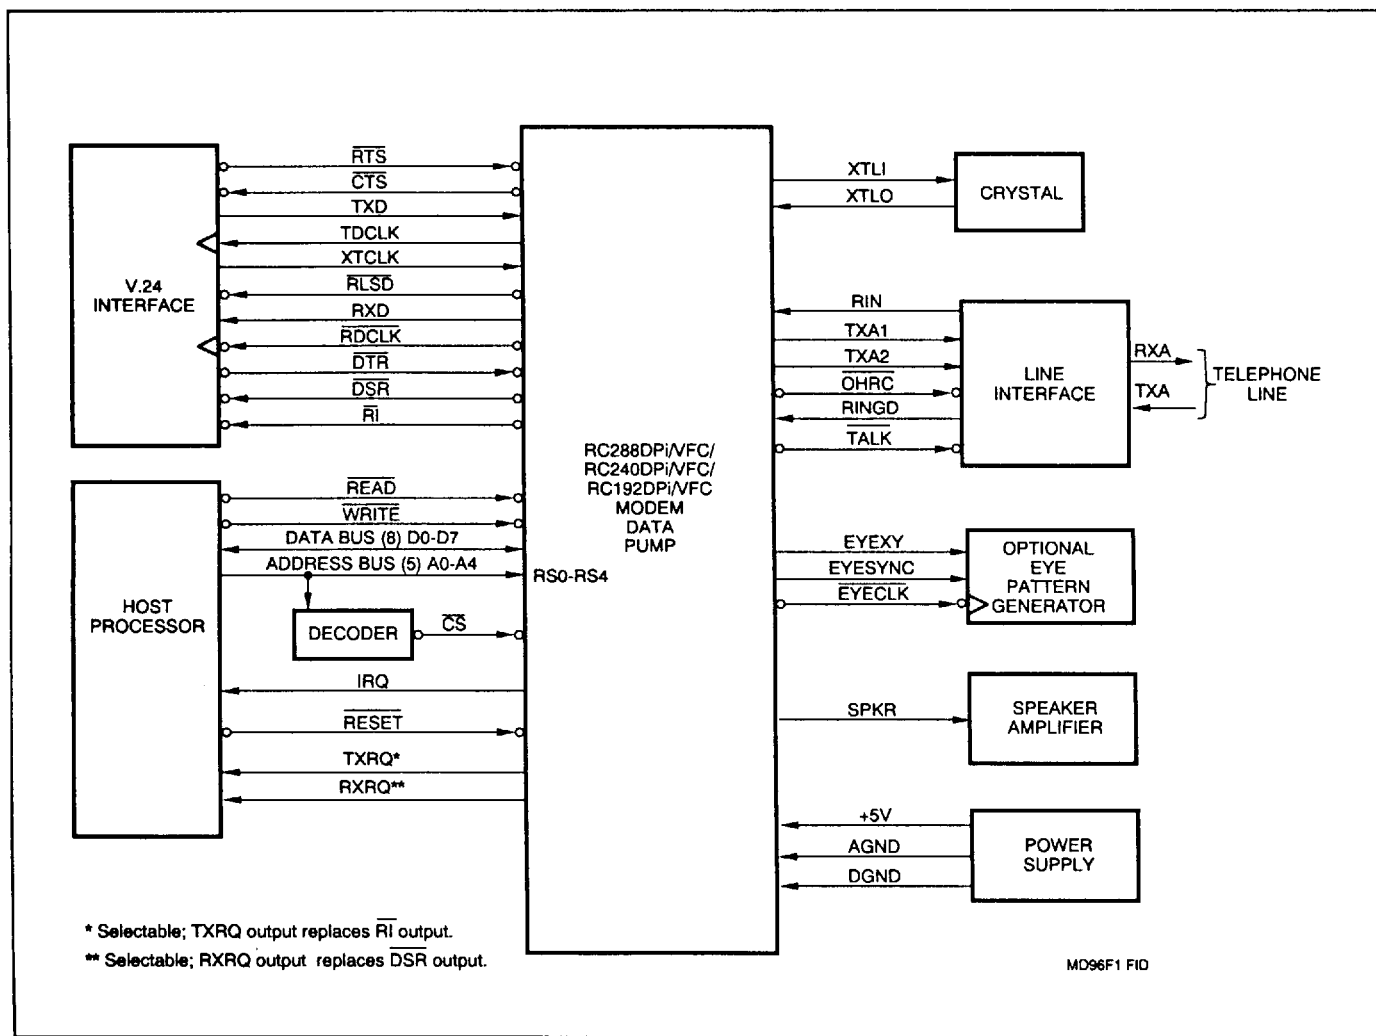 RTS
CTS
TXD
TDCLK
XTCLK
RLSD
RXD
RDCLK
DTR
DSR
RI
V.24
INTERFACE
READ
WRITE
DATA BUS (8) D0-D7
ADDRESS BUS (5) A0-A4
RS0-RS4
HOST
PROCESSOR
DECODER
CS
IRQ
RESET
TXRQ*
RXRQ**
RC288DPi/VFC/
RC240DPi/VFC/
RC192DPi/VFC
MODEM
DATA
PUMP
XTLI
XTLO
CRYSTAL
RIN
TXA1
TXA2
OHRC
RINGD
TALK
LINE
INTERFACE
RXA
TXA
TELEPHONE
LINE
EYEXY
EYESYNC
EYECLK
OPTIONAL
EYE
PATTERN
GENERATOR
SPKR
SPEAKER
AMPLIFIER
+5V
AGND
DGND
POWER
SUPPLY
* Selectable; TXRQ output replaces RI output.
** Selectable; RXRQ output replaces DSR output.
MD96F1 FID